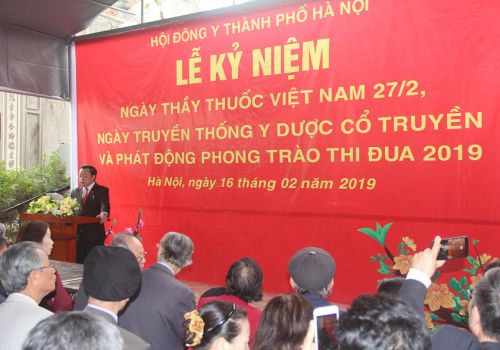 HỘI ĐÔNG Y THÀNH PHỐ HÀ NỘI
LỄ KỶ NIỆM
NGÀY THẦY THUỐC VIỆT NAM 27/2,
NGÀY TRUYỀN THỐNG Y DƯỢC CỔ TRUYỀN
VÀ PHÁT ĐỘNG PHONG TRÀO THI ĐUA 2019
Hà Nội, ngày 16 tháng 02 năm 2019